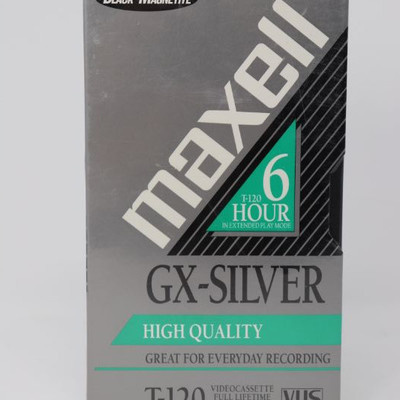 BLACK MAGNETITE
maxell
T-120 6
HOUR
IN EXTENDED PLAY MODE
GX-SILVER
HIGH QUALITY
GREAT FOR EVERYDAY RECORDING
T-120 VIDEOCASSETTE VHS
FULL LIFETIME